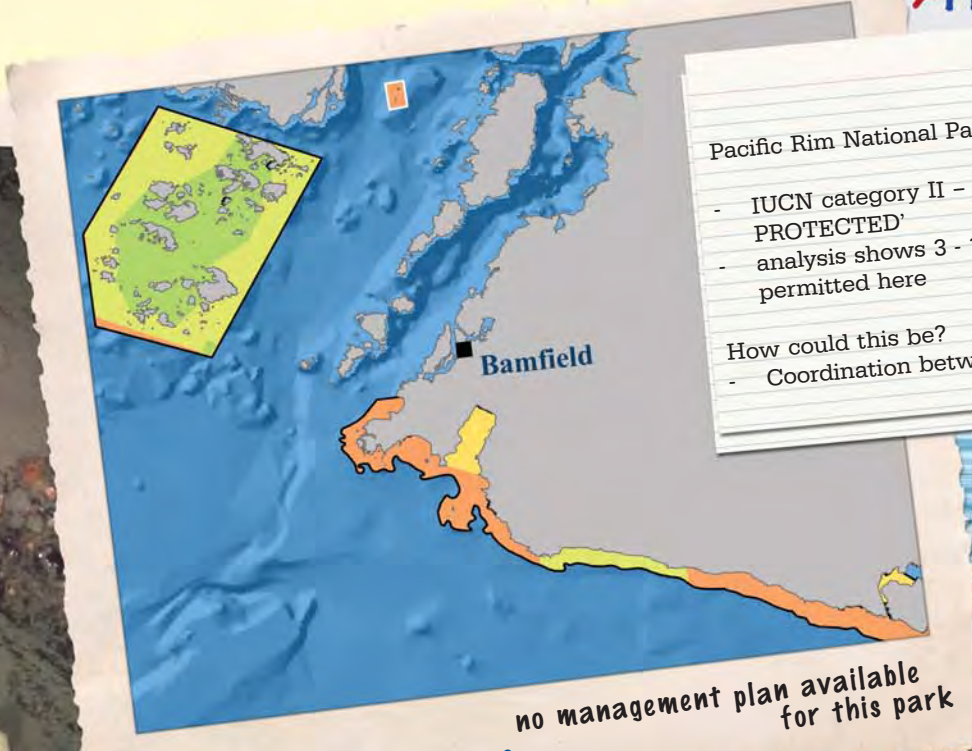 Pacific Rim National Pa
- IUCN category II –
PROTECTED'
- analysis shows 3 -
permitted here
How could this be?
- Coordination betw
Bamfield
no management plan available
for this park